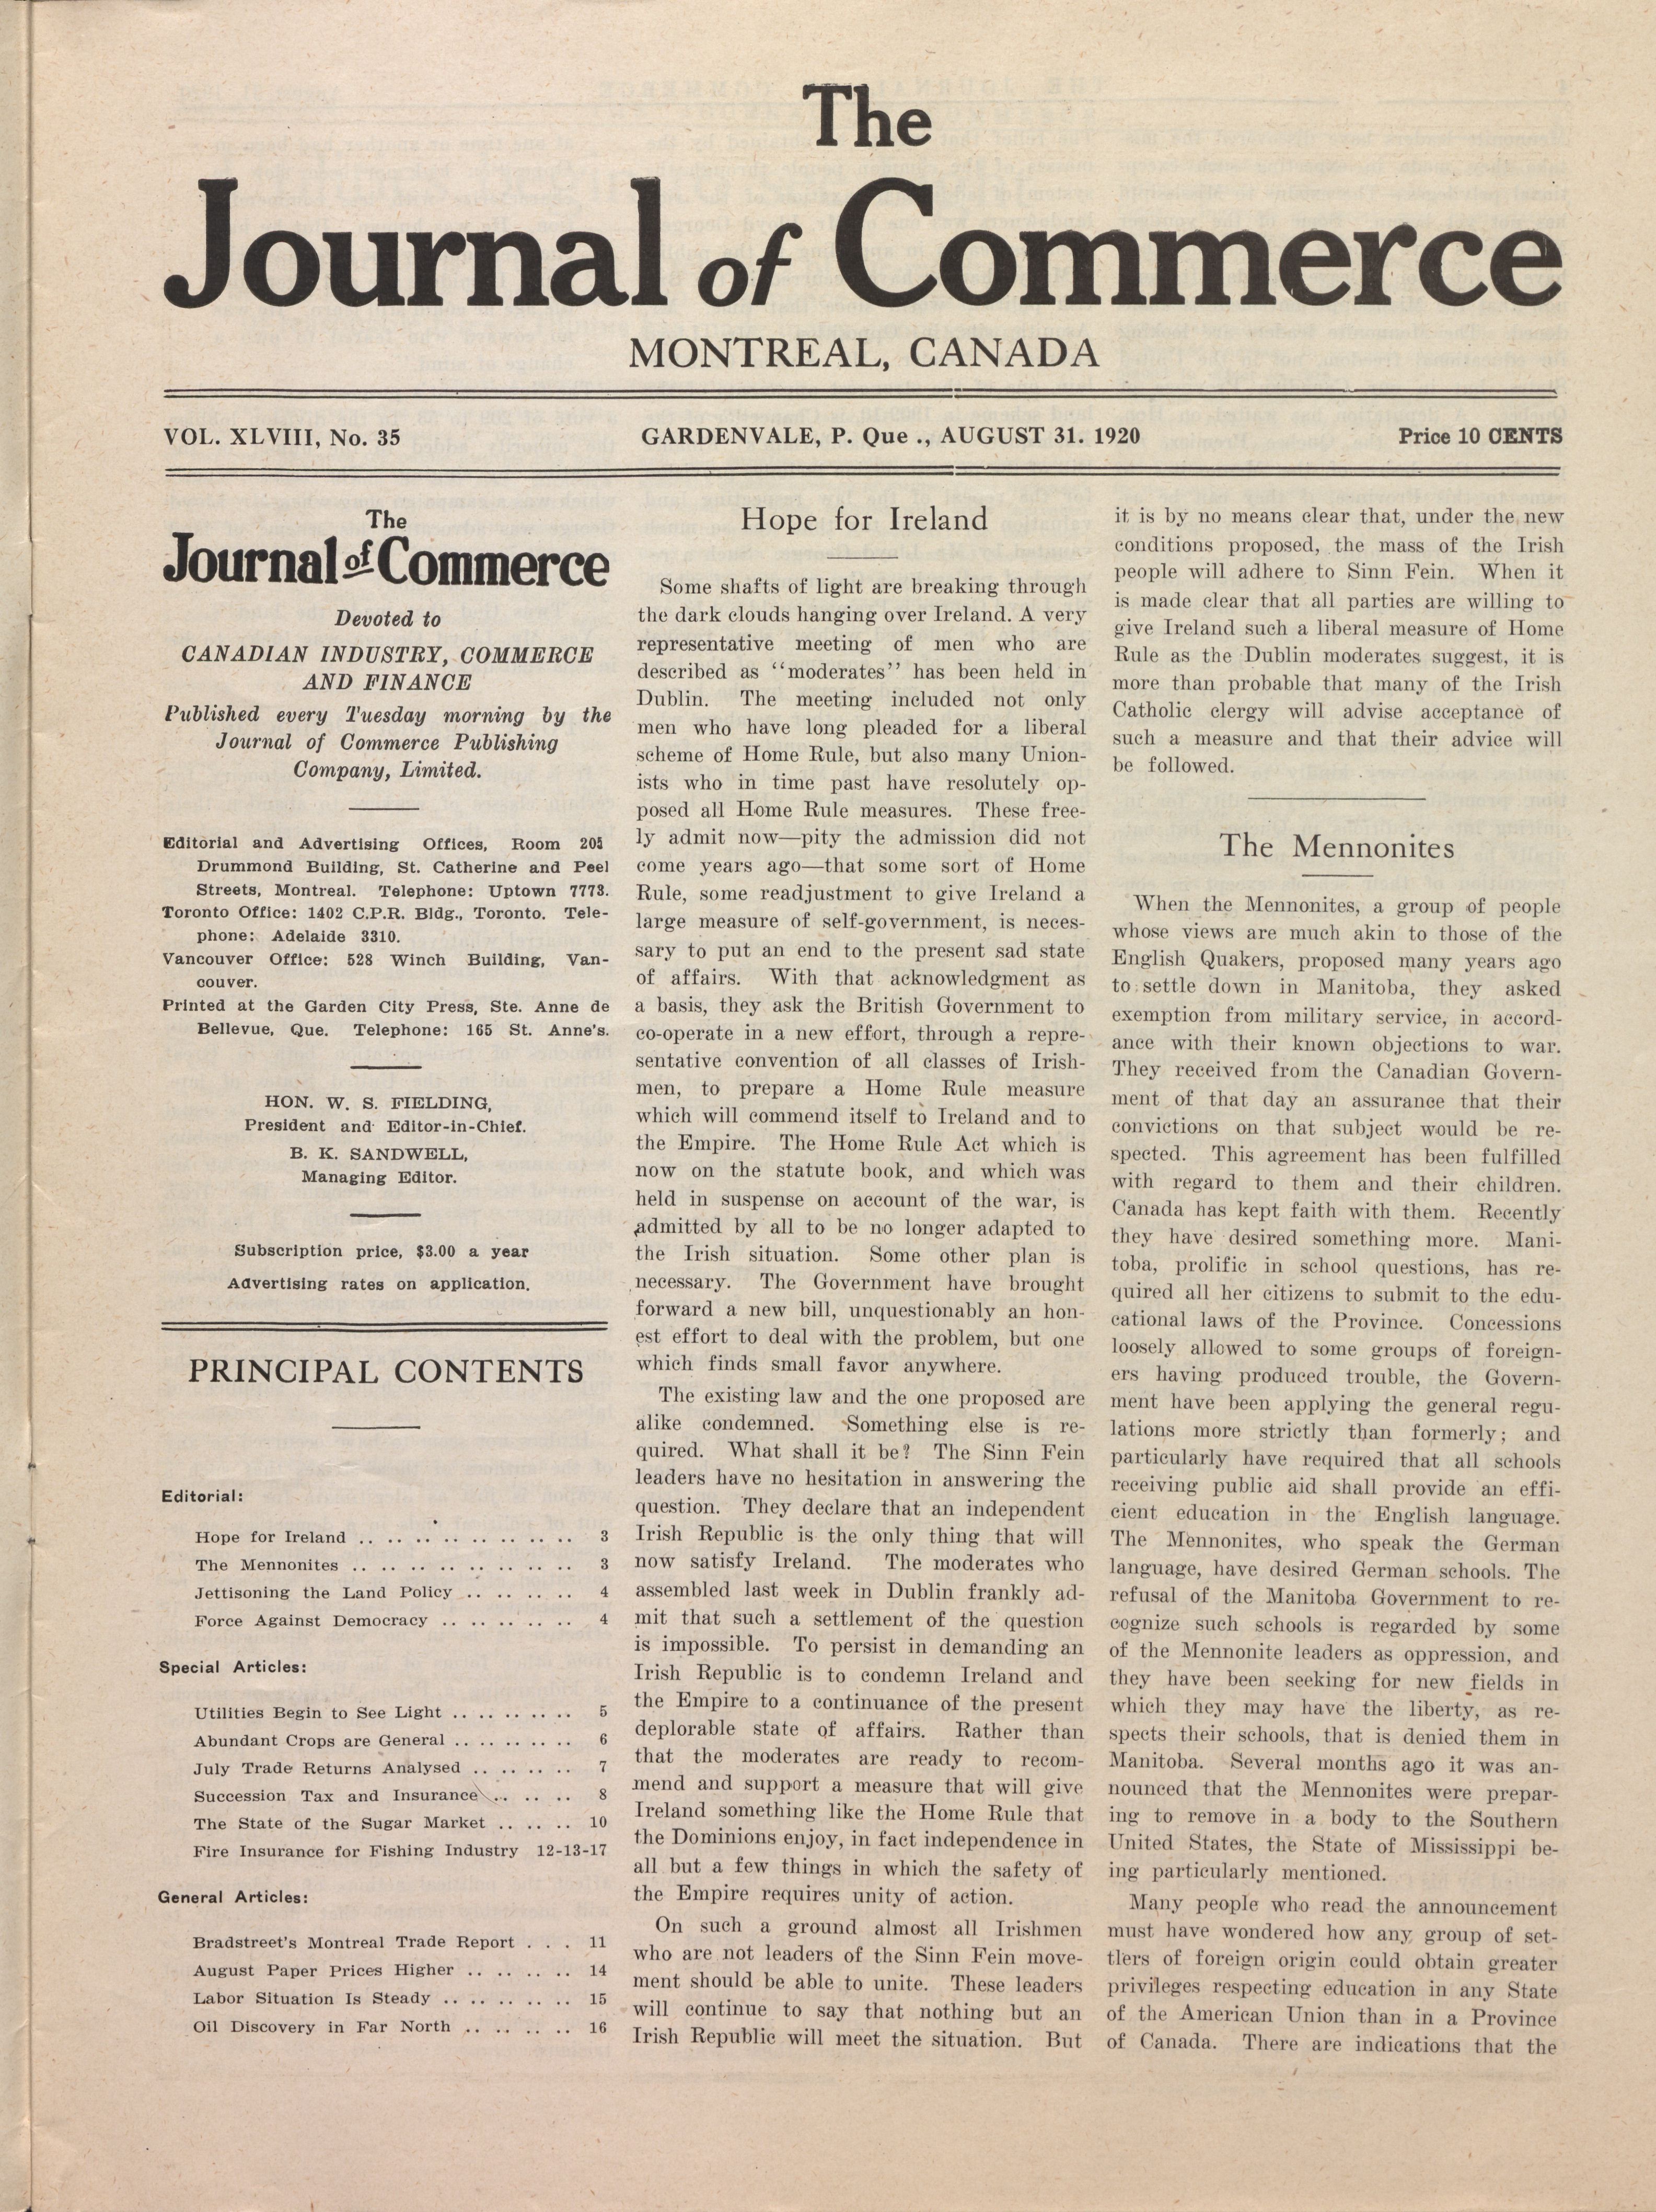 The
Journal of Commerce
MONTREAL, CANADA
VOL. XLVIII, No. 35
GARDENVALE, P. Que ., AUGUST 31. 1920
Price 10 CENTS
The
Journal of Commerce
Devoted to
CANADIAN INDUSTRY, COMMERCE
AND FINANCE
Published every Tuesday morning by the
Journal of Commerce Publishing
Company, Limited.
Editorial and Advertising Offices, Room 205
Drummond Building, St. Catherine and Peel
Streets, Montreal. Telephone: Uptown 7773.
Toronto Office: 1402 C.P.R. Bldg., Toronto. Tele-
phone: Adelaide 3310.
Vancouver Office: 528 Winch Building, Van-
couver.
Printed at the Garden City Press, Ste. Anne de
Bellevue, Que. Telephone: 165 St. Anne's.
HON. W. S. FIELDING,
President and Editor-in-Chief.
B. K. SANDWELL,
Managing Editor.
Subscription price, $3.00 a year
Advertising rates on application.
PRINCIPAL CONTENTS
Editorial:
Hope for Ireland .. .. .. .. .. .. .. .. 3
The Mennonites .. .. .. .. .. .. .. .. 3
Jettisoning the Land Policy .. .. .. .. 4
Force Against Democracy .. .. .. .. .. 4
Special Articles:
Utilities Begin to See Light .. .. .. .. .. 5
Abundant Crops are General .. .. .. .. .. 6
July Trade Returns Analysed .. .. .. .. 7
Succession Tax and Insurance .. .. .. 8
The State of the Sugar Market .. .. .. 10
Fire Insurance for Fishing Industry 12-13-17
General Articles:
Bradstreet's Montreal Trade Report . . . 11
August Paper Prices Higher .. .. .. .. 14
Labor Situation Is Steady .. .. .. .. .. 15
Oil Discovery in Far North .. .. .. .. 16
Hope for Ireland
Some shafts of light are breaking through
the dark clouds hanging over Ireland. A very
representative meeting of men who are
described as ''moderates'' has been held in
Dublin. The meeting included not only
men who have long pleaded for a liberal
scheme of Home Rule, but also many Union-
ists who in time past have resolutely op-
posed all Home Rule measures. These free-
ly admit now—pity the admission did not
come years ago—that some sort of Home
Rule, some readjustment to give Ireland a
large measure of self-government, is neces-
sary to put an end to the present sad state
of affairs. With that acknowledgment as
a basis, they ask the British Government to
co-operate in a new effort, through a repre-
sentative convention of all classes of Irish-
men, to prepare a Home Rule measure
which will commend itself to Ireland and to
the Empire. The Home Rule Act which is
now on the statute book, and which was
held in suspense on account of the war, is
admitted by all to be no longer adapted to
the Irish situation. Some other plan is
necessary. The Government have brought
forward a new bill, unquestionably an hon-
est effort to deal with the problem, but one
which finds small favor anywhere.
The existing law and the one proposed are
alike condemned. Something else is re-
quired. What shall it be? The Sinn Fein
leaders have no hesitation in answering the
question. They declare that an independent
Irish Republic is the only thing that will
now satisfy Ireland. The moderates who
assembled last week in Dublin frankly ad-
mit that such a settlement of the question
is impossible. To persist in demanding an
Irish Republic is to condemn Ireland and
the Empire to a continuance of the present
deplorable state of affairs. Rather than
that the moderates are ready to recom-
mend and support a measure that will give
Ireland something like the Home Rule that
the Dominions enjoy, in fact independence in
all but a few things in which the safety of
the Empire requires unity of action.
On such a ground almost all Irishmen
who are not leaders of the Sinn Fein move-
ment should be able to unite. These leaders
will continue to say that nothing but an
Irish Republic will meet the situation. But
it is by no means clear that, under the new
conditions proposed, the mass of the Irish
people will adhere to Sinn Fein. When it
is made clear that all parties are willing to
give Ireland such a liberal measure of Home
Rule as the Dublin moderates suggest, it is
more than probable that many of the Irish
Catholic clergy will advise acceptance of
such a measure and that their advice will
be followed.
The Mennonites
When the Mennonites, a group of people
whose views are much akin to those of the
English Quakers, proposed many years ago
to settle down in Manitoba, they asked
exemption from military service, in accord-
ance with their known objections to war.
They received from the Canadian Govern-
ment of that day an assurance that their
convictions on that subject would be re-
spected. This agreement has been fulfilled
with regard to them and their children.
Canada has kept faith with them. Recently
they have desired something more. Mani-
toba, prolific in school questions, has re-
quired all her citizens to submit to the edu-
cational laws of the Province. Concessions
loosely allowed to some groups of foreign-
ers having produced trouble, the Govern-
ment have been applying the general regu-
lations more strictly than formerly; and
particularly have required that all schools
receiving public aid shall provide an effi-
cient education in the English language.
The Mennonites, who speak the German
language, have desired German schools. The
refusal of the Manitoba Government to re-
cognize such schools is regarded by some
of the Mennonite leaders as oppression, and
they have been seeking for new fields in
which they may have the liberty, as re-
spects their schools, that is denied them in
Manitoba. Several months ago it was an-
nounced that the Mennonites were prepar-
ing to remove in a body to the Southern
United States, the State of Mississippi be-
ing particularly mentioned.
Many people who read the announcement
must have wondered how any group of set-
tlers of foreign origin could obtain greater
privileges respecting education in any State
of the American Union than in a Province
of Canada. There are indications that the